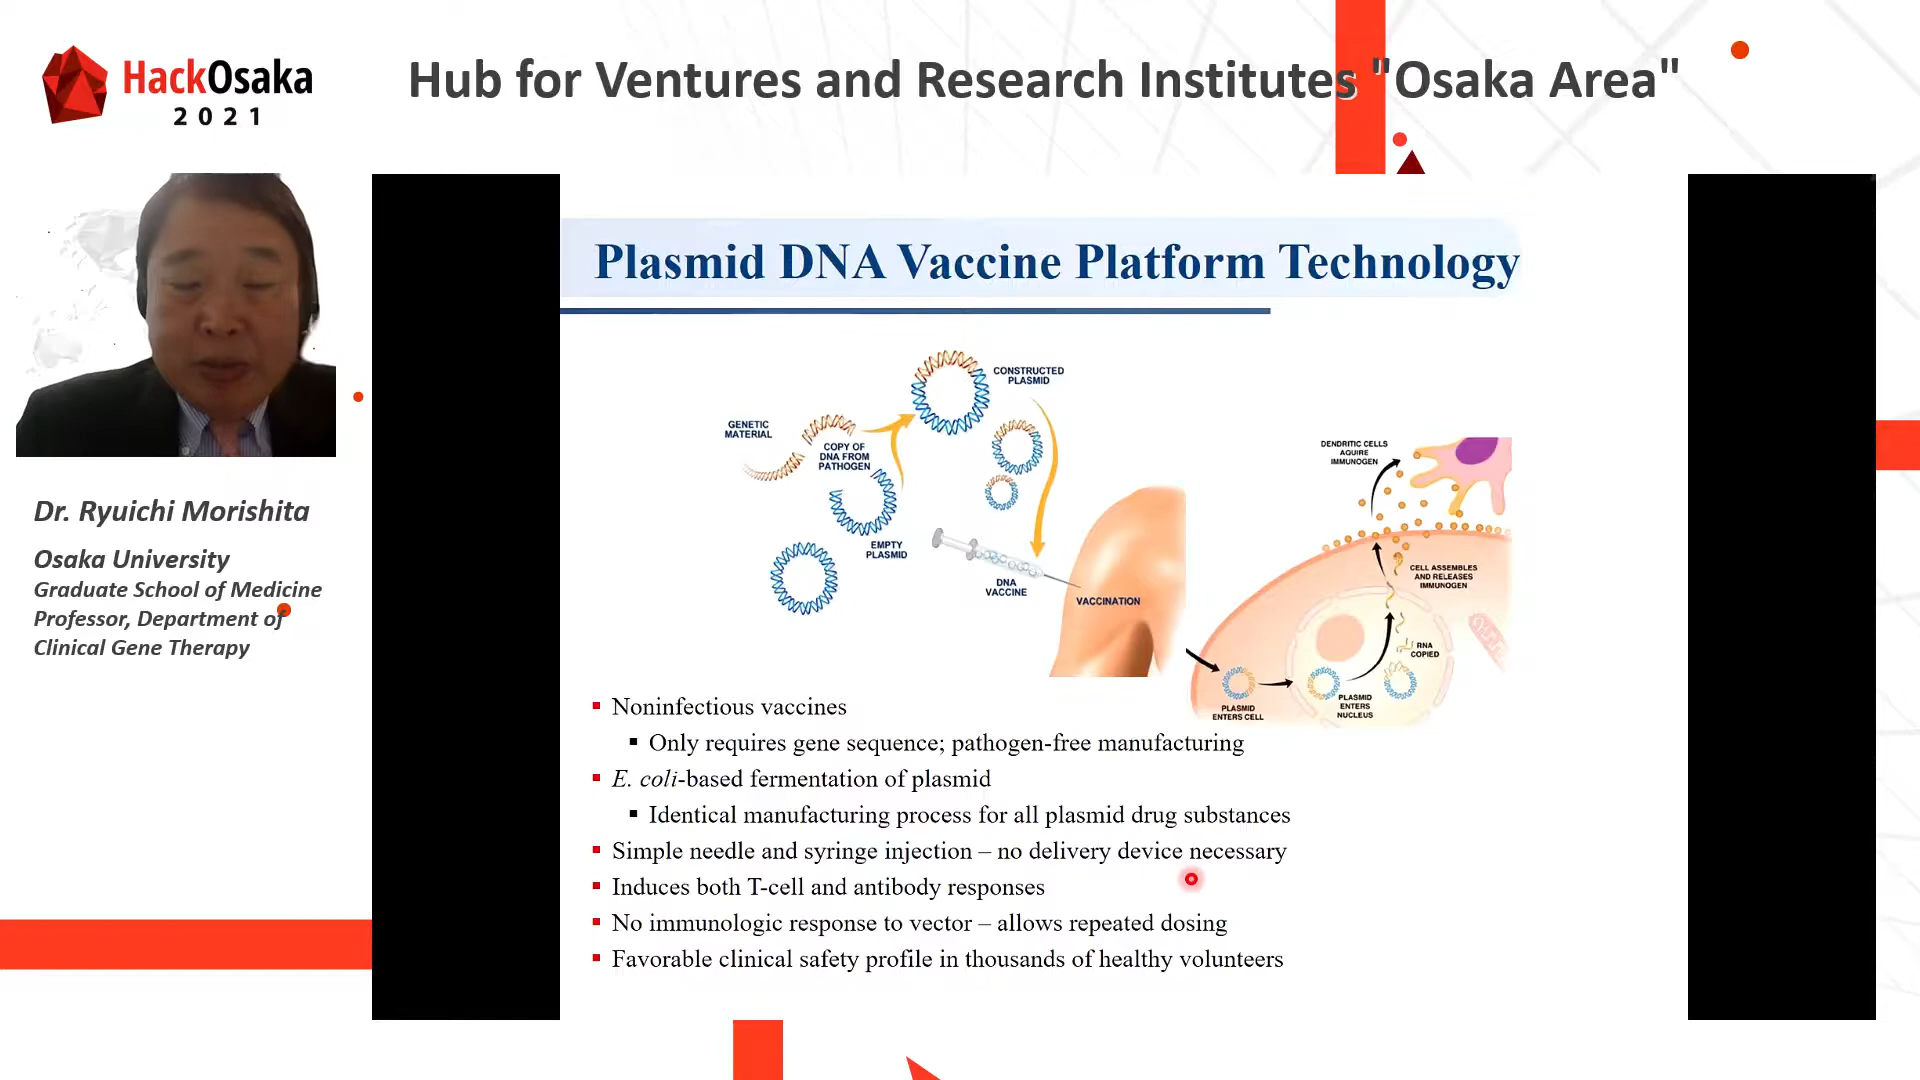 HackOsaka
2021
Hub for Ventures and Research Institutes "Osaka Area"
Dr. Ryuichi Morishita
Osaka University
Graduate School of Medicine
Professor, Department of
Clinical Gene Therapy
Plasmid DNA Vaccine Platform Technology
GENETIC
MATERIAL
COPY OF
DNA FROM
PATHOGEN
CONSTRUCTED
PLASMID
EMPTY
PLASMID
DNA
VACCINE
VACCINATION
DENDRITIC CELLS
AQUIRE
IMMUNOGEN
CELL ASSEMBLES
AND RELEASES
IMMUNOGEN
RNA
COPIED
PLASMID
ENTERS
NUCLEUS
PLASMID
ENTERS CELL
Noninfectious vaccines
Only requires gene sequence; pathogen-free manufacturing
E. coli-based fermentation of plasmid
Identical manufacturing process for all plasmid drug substances
Simple needle and syringe injection – no delivery device necessary
Induces both T-cell and antibody responses
No immunologic response to vector – allows repeated dosing
Favorable clinical safety profile in thousands of healthy volunteers